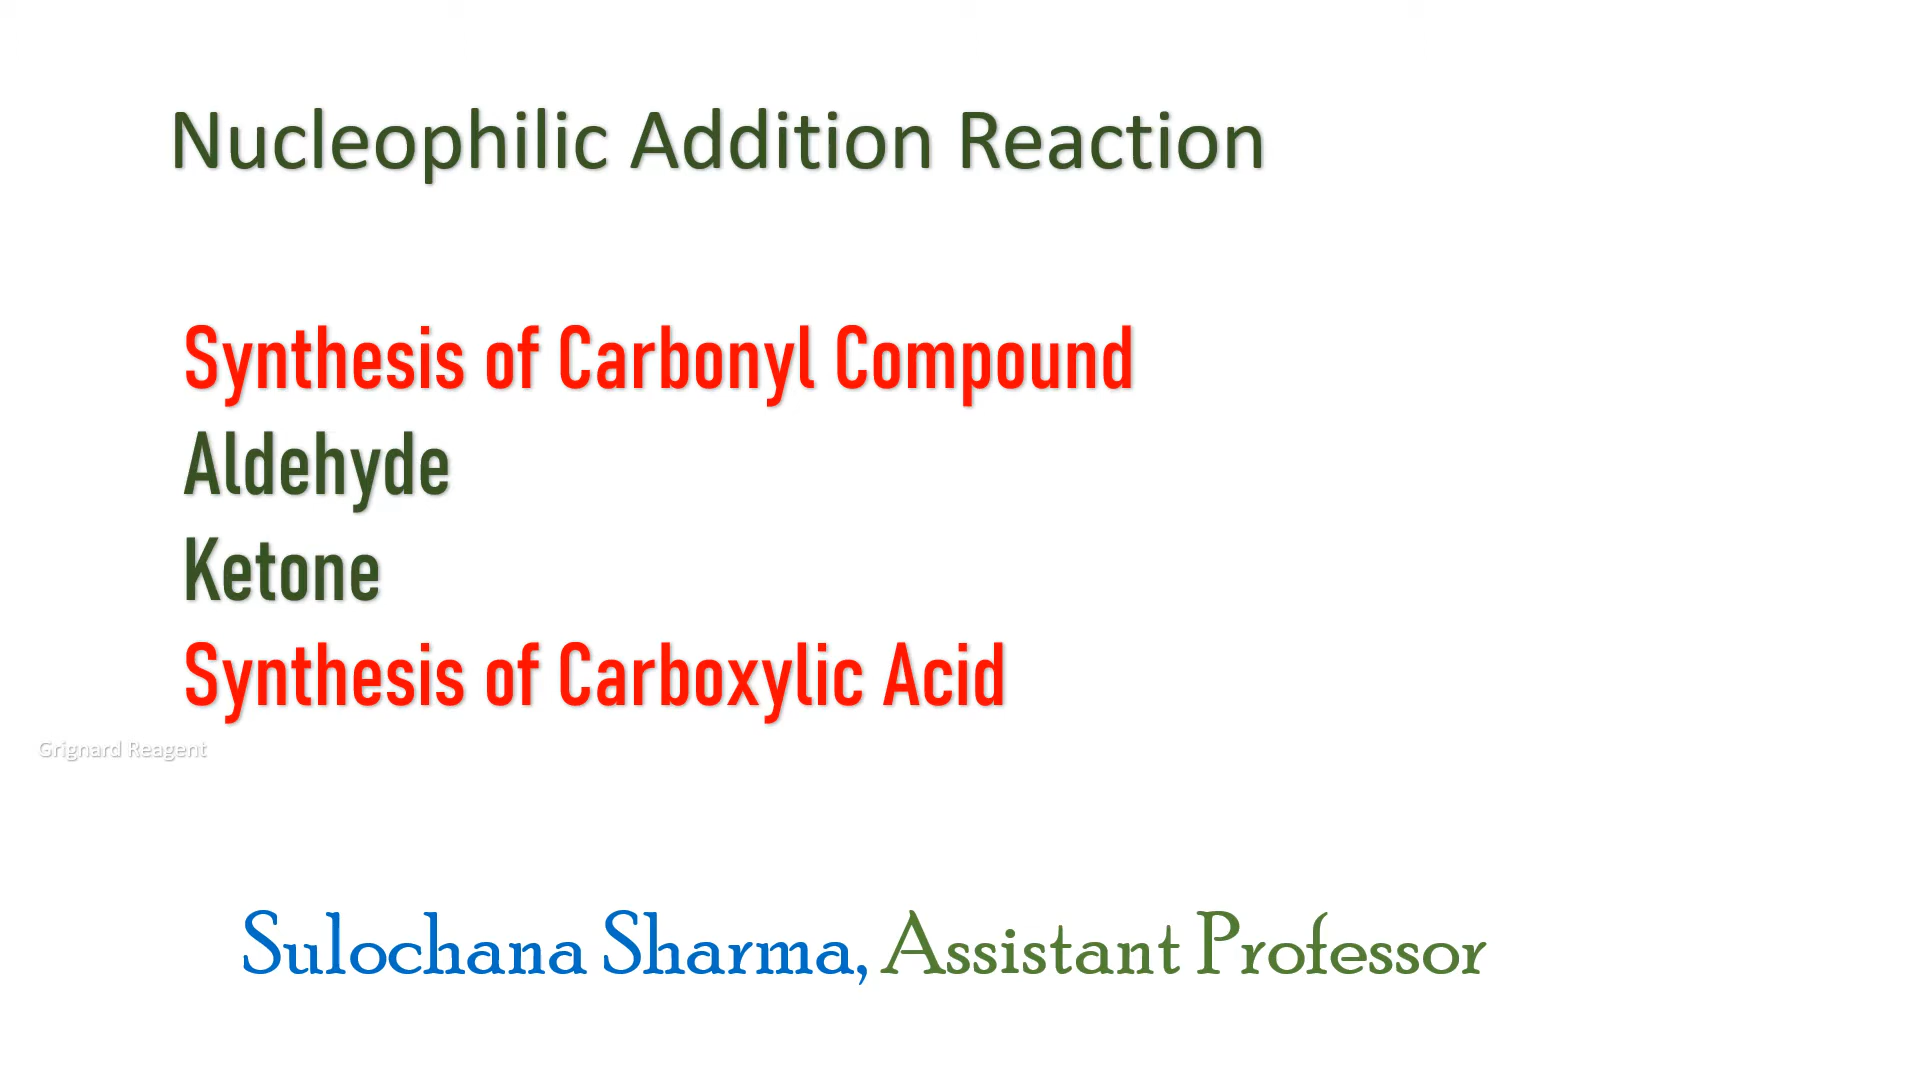 Nucleophilic Addition Reaction
Synthesis of Carbonyl Compound
Aldehyde
Ketone
Synthesis of Carboxylic Acid
Grignard Reagent
Sulochana Sharma, Assistant Professor